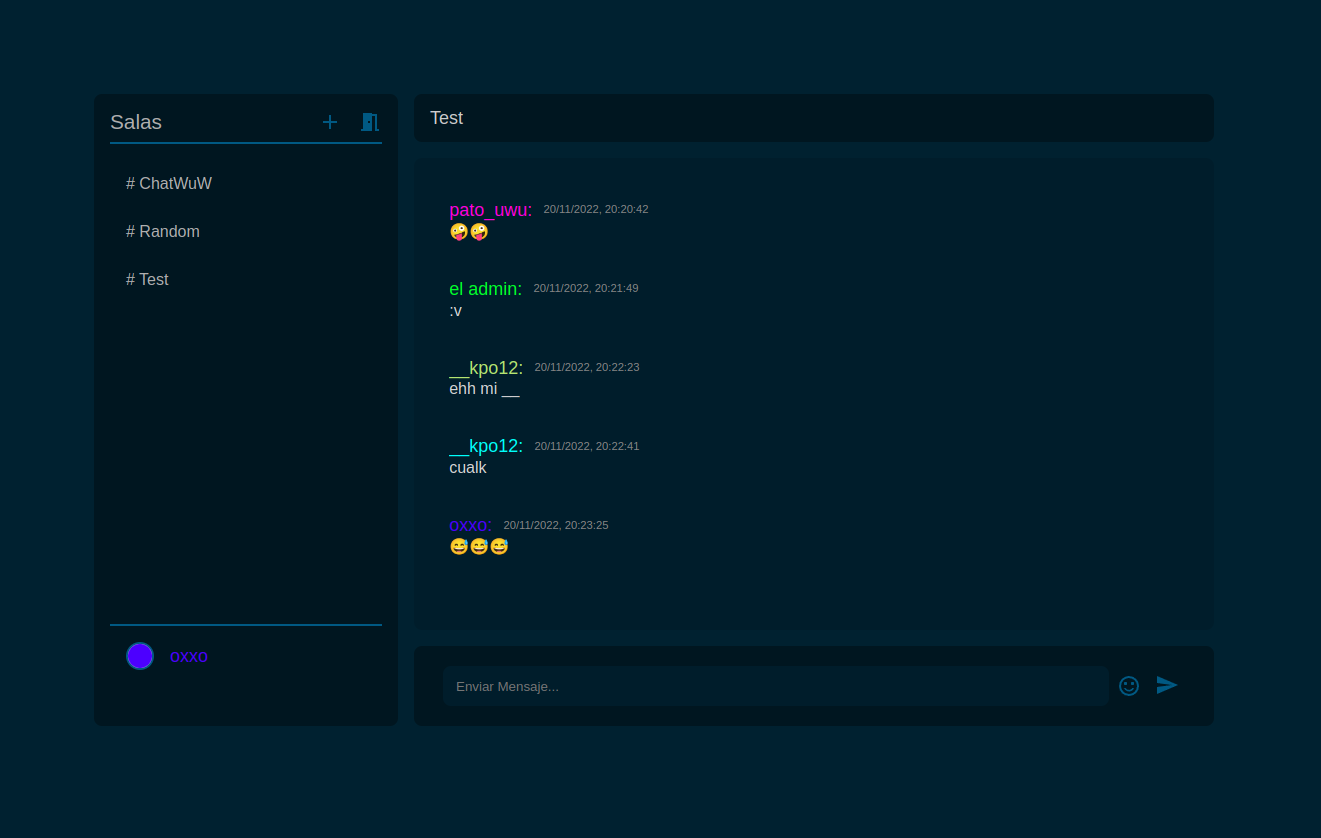 Salas
# ChatWuW
# Random
# Test
oxxo
Test
pato_uwu: 20/11/2022, 20:20:42
🤪🤪
el admin: 20/11/2022, 20:21:49
:v
__kpo12: 20/11/2022, 20:22:23
ehh mi __
__kpo12: 20/11/2022, 20:22:41
cualk
oxxo: 20/11/2022, 20:23:25
😅😅😅
Enviar Mensaje...